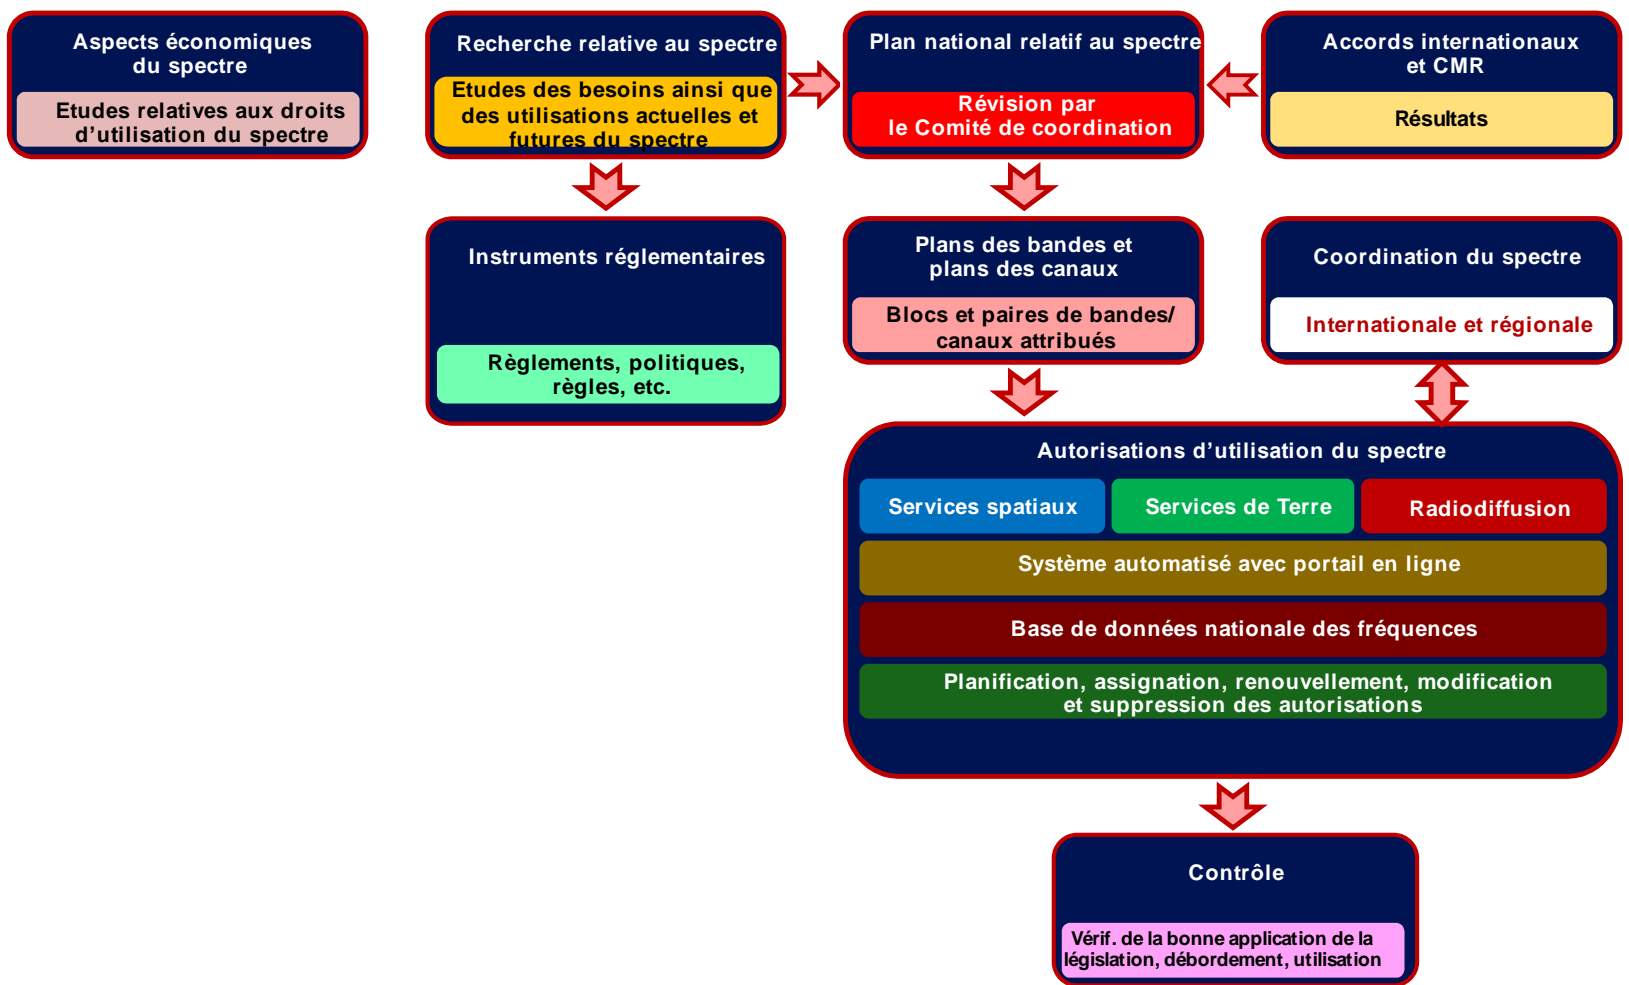 Aspects économiques
du spectre
Etudes relatives aux droits
d'utilisation du spectre
Recherche relative au spectre
Etudes des besoins ainsi que
des utilisations actuelles et
futures du spectre
Plan national relatif au spectre
Révision par
le Comité de coordination
Accords internationaux
et CMR
Résultats
Instruments réglementaires
Règlements, politiques,
règles, etc.
Plans des bandes et
plans des canaux
Blocs et paires de bandes/
canaux attribués
Coordination du spectre
Internationale et régionale
Autorisations d'utilisation du spectre
Services spatiaux
Services de Terre
Radiodiffusion
Système automatisé avec portail en ligne
Base de données nationale des fréquences
Planification, assignation, renouvellement, modification
et suppression des autorisations
Contrôle
Vérif. de la bonne application de la
législation, débordement, utilisation